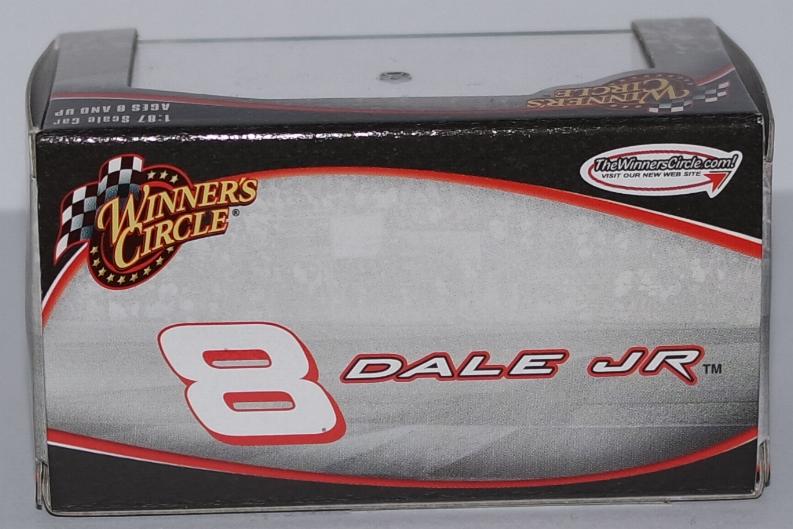 WINNER'S
CIRCLE
1:87 Scale Car
AGES 8 AND UP
WINNER'S
CIRCLE®
TheWinnersCircle.com!
VISIT OUR NEW WEB SITE
8 DALE JR™